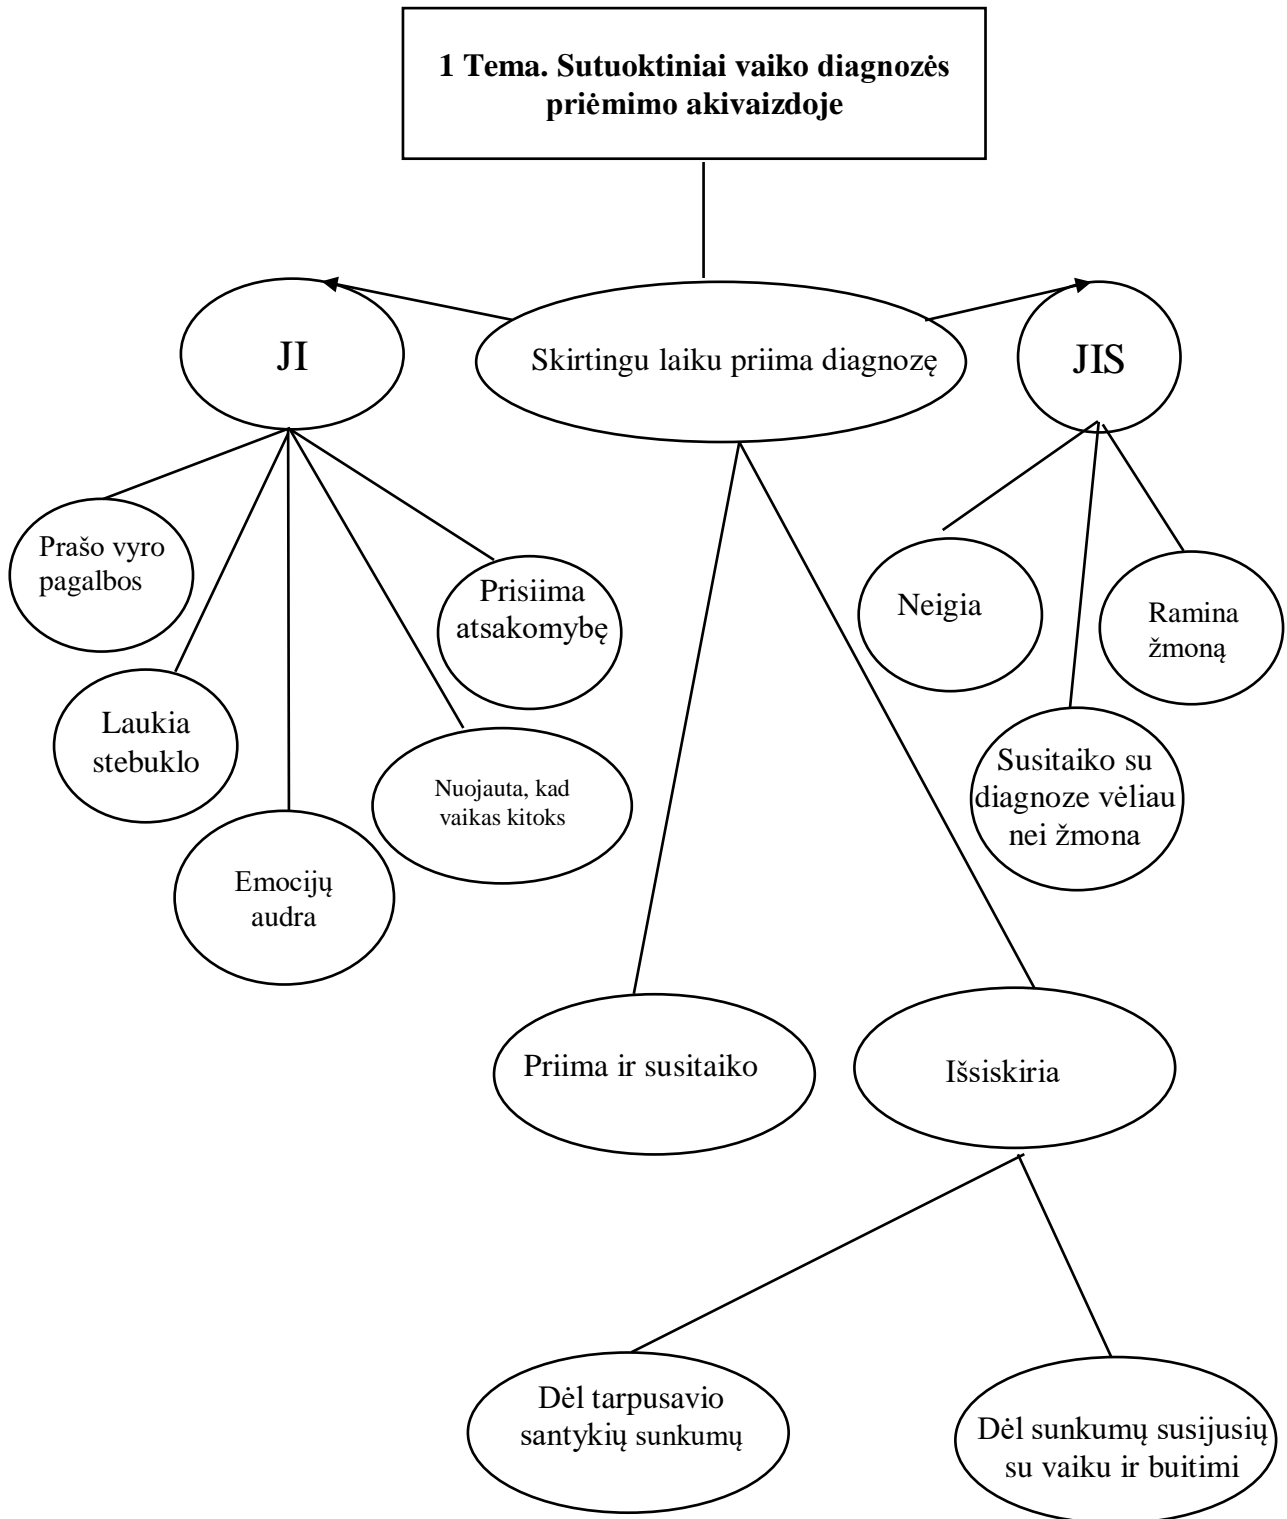 1 Tema. Sutuoktiniai vaiko diagnozės
priėmimo akivaizdoje
JI
Skirtingu laiku priima diagnozę
JIS
Prašo vyro
pagalbos
Prisiima
atsakomybę
Neigia
Ramina
žmoną
Laukia
stebuklo
Nuojauta, kad
vaikas kitoks
Susitaiko su
diagnoze vėliau
nei žmona
Emocijų
audra
Priima ir susitaiko
Išsiskiria
Dėl tarpusavio
santykių sunkumų
Dėl sunkumų susijusių
su vaiku ir buitimi